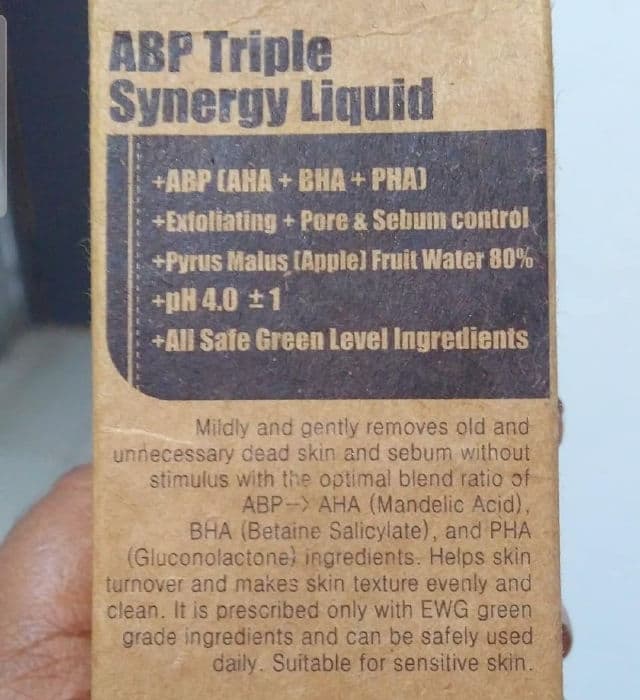 ABP Triple
Synergy Liquid
+ABP (AHA + BHA + PHA)
+Exfoliating + Pore & Sebum control
+Pyrus Malus (Apple) Fruit Water 80%
+pH 4.0 ±1
+All Safe Green Level Ingredients
Mildly and gently removes old and
unnecessary dead skin and sebum without
stimulus with the optimal blend ratio of
ABP--> AHA (Mandelic Acid),
BHA (Betaine Salicylate), and PHA
(Gluconolactone) ingredients. Helps skin
turnover and makes skin texture evenly and
clean. It is prescribed only with EWG green
grade ingredients and can be safely used
daily. Suitable for sensitive skin.